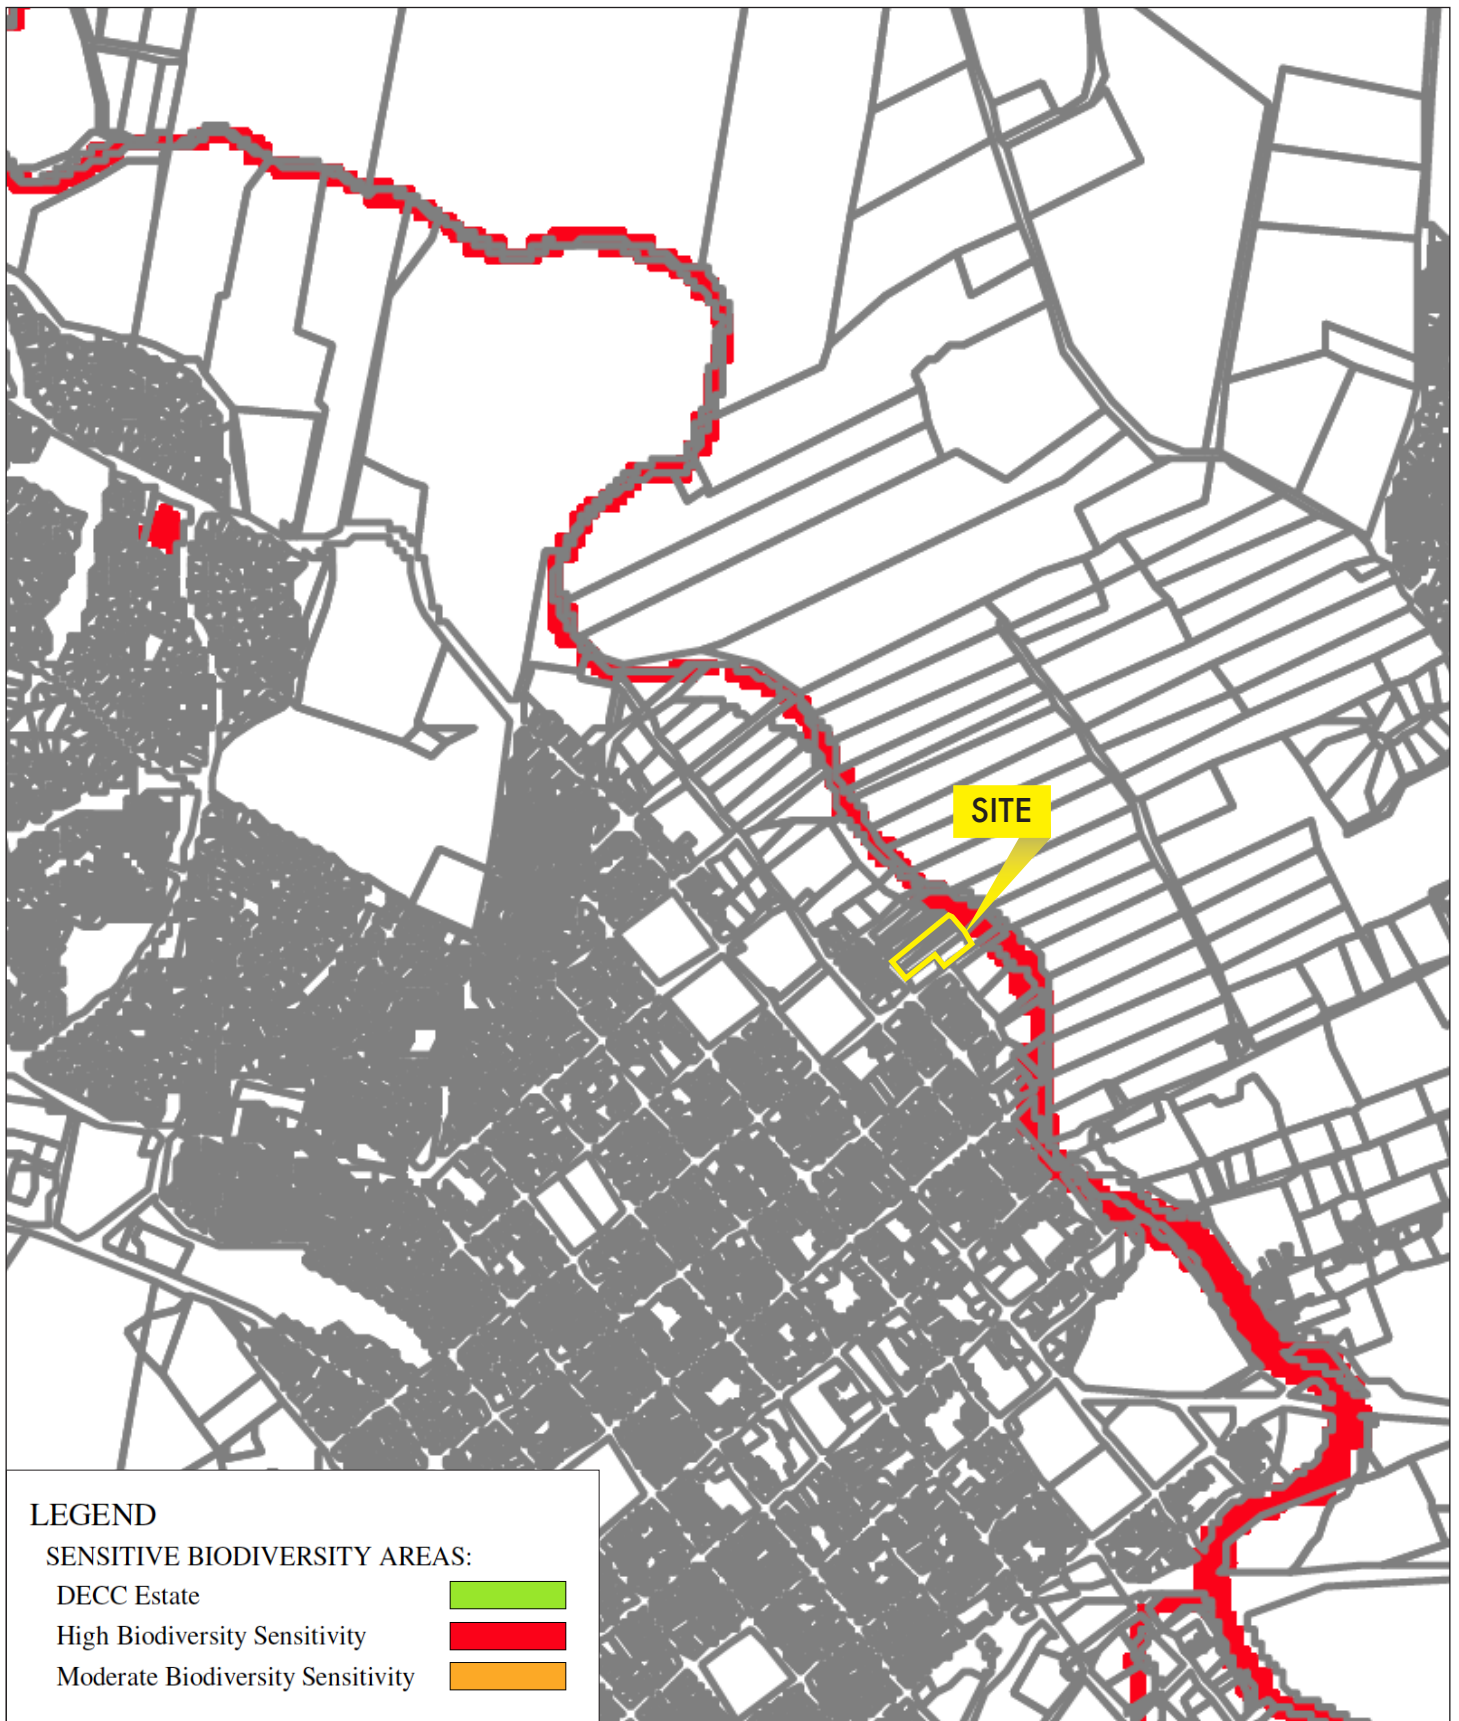 SITE
LEGEND
SENSITIVE BIODIVERSITY AREAS:
DECC Estate
High Biodiversity Sensitivity
Moderate Biodiversity Sensitivity